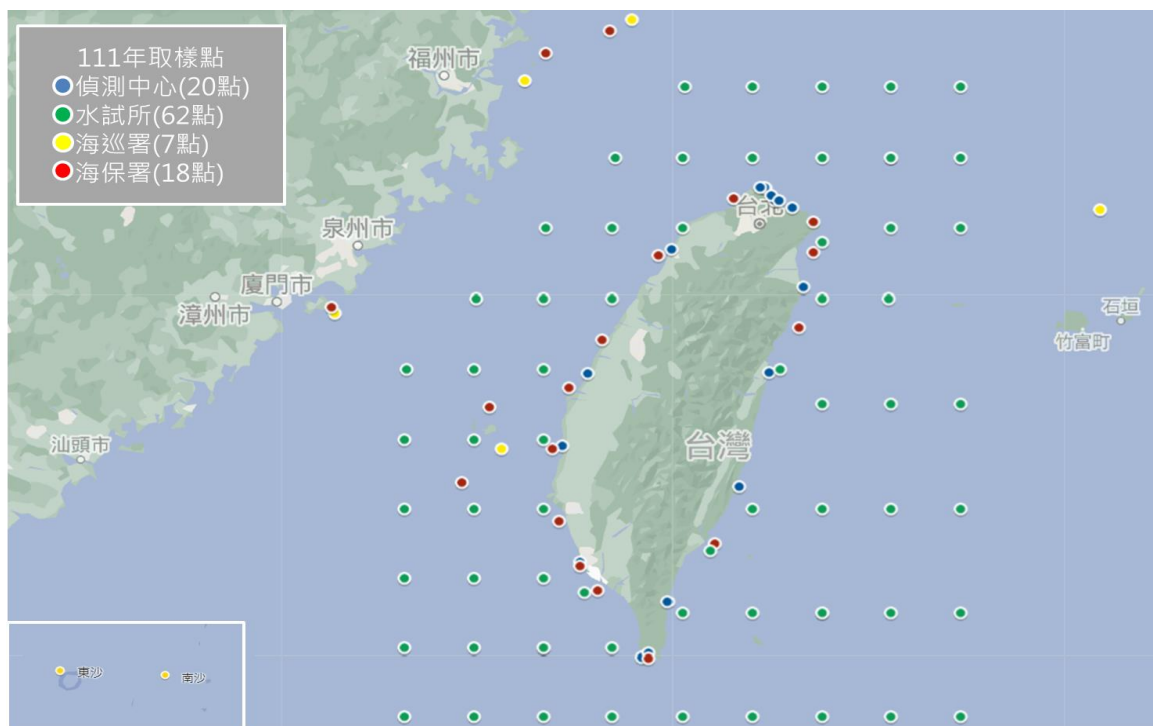 111年取樣點
偵測中心(20點)
水試所(62點)
海巡署(7點)
海保署(18點)
福州市
泉州市
廈門市
漳州市
汕頭市
台北
台灣
石垣
竹富町
東沙
南沙